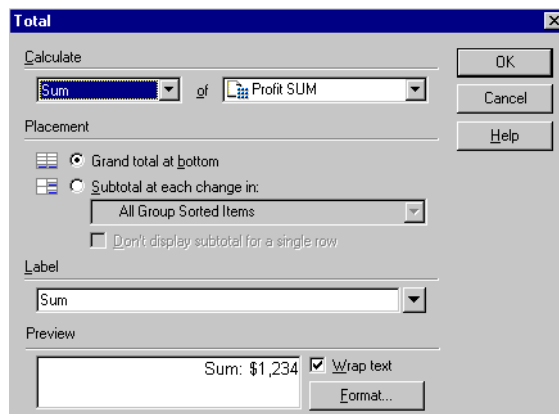 Total
Calculate
Sum of Profit SUM
OK
Cancel
Help
Placement
Grand total at bottom
Subtotal at each change in:
All Group Sorted Items
Don't display subtotal for a single row
Label
Sum
Preview
Sum: $1,234
Wrap text
Format...